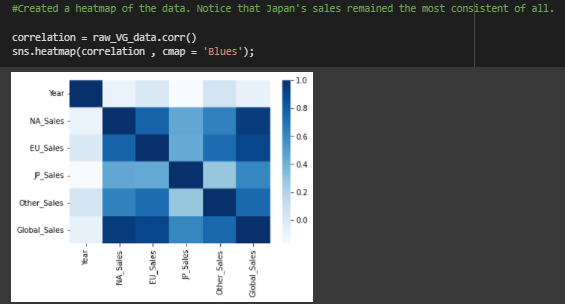 #Created a heatmap of the data. Notice that Japan's sales remained the most consistent of all.
correlation = raw_VG_data.corr()
sns.heatmap(correlation , cmap = 'Blues');
Year
NA_Sales
EU_Sales
JP_Sales
Other_Sales
Global_Sales
1.0
0.8
0.6
0.4
0.2
0.0
Year
NA_Sales
EU_Sales
JP_Sales
Other_Sales
Global_Sales